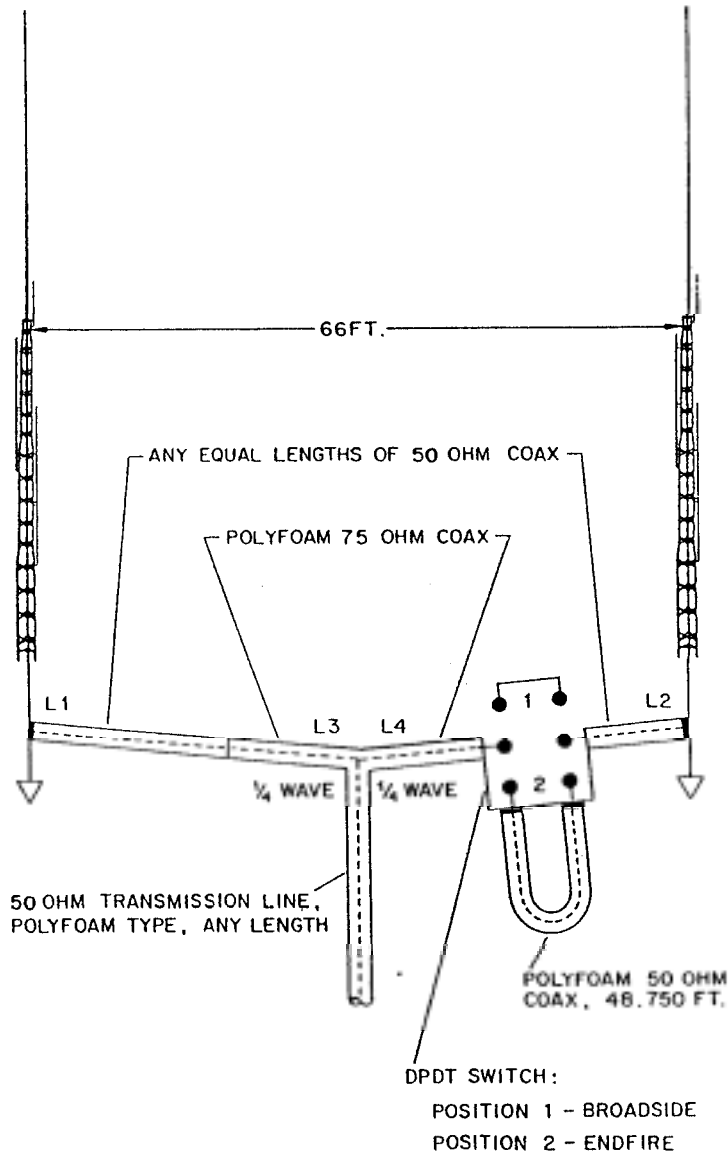 66FT.
ANY EQUAL LENGTHS OF 50 OHM COAX
POLYFOAM 75 OHM COAX
L1
L3
L4
1
L2
2
¼ WAVE
¼ WAVE
50 OHM TRANSMISSION LINE,
POLYFOAM TYPE, ANY LENGTH
POLYFOAM 50 OHM
COAX, 48.750 FT.
DPDT SWITCH:
POSITION 1 - BROADSIDE
POSITION 2 - ENDFIRE